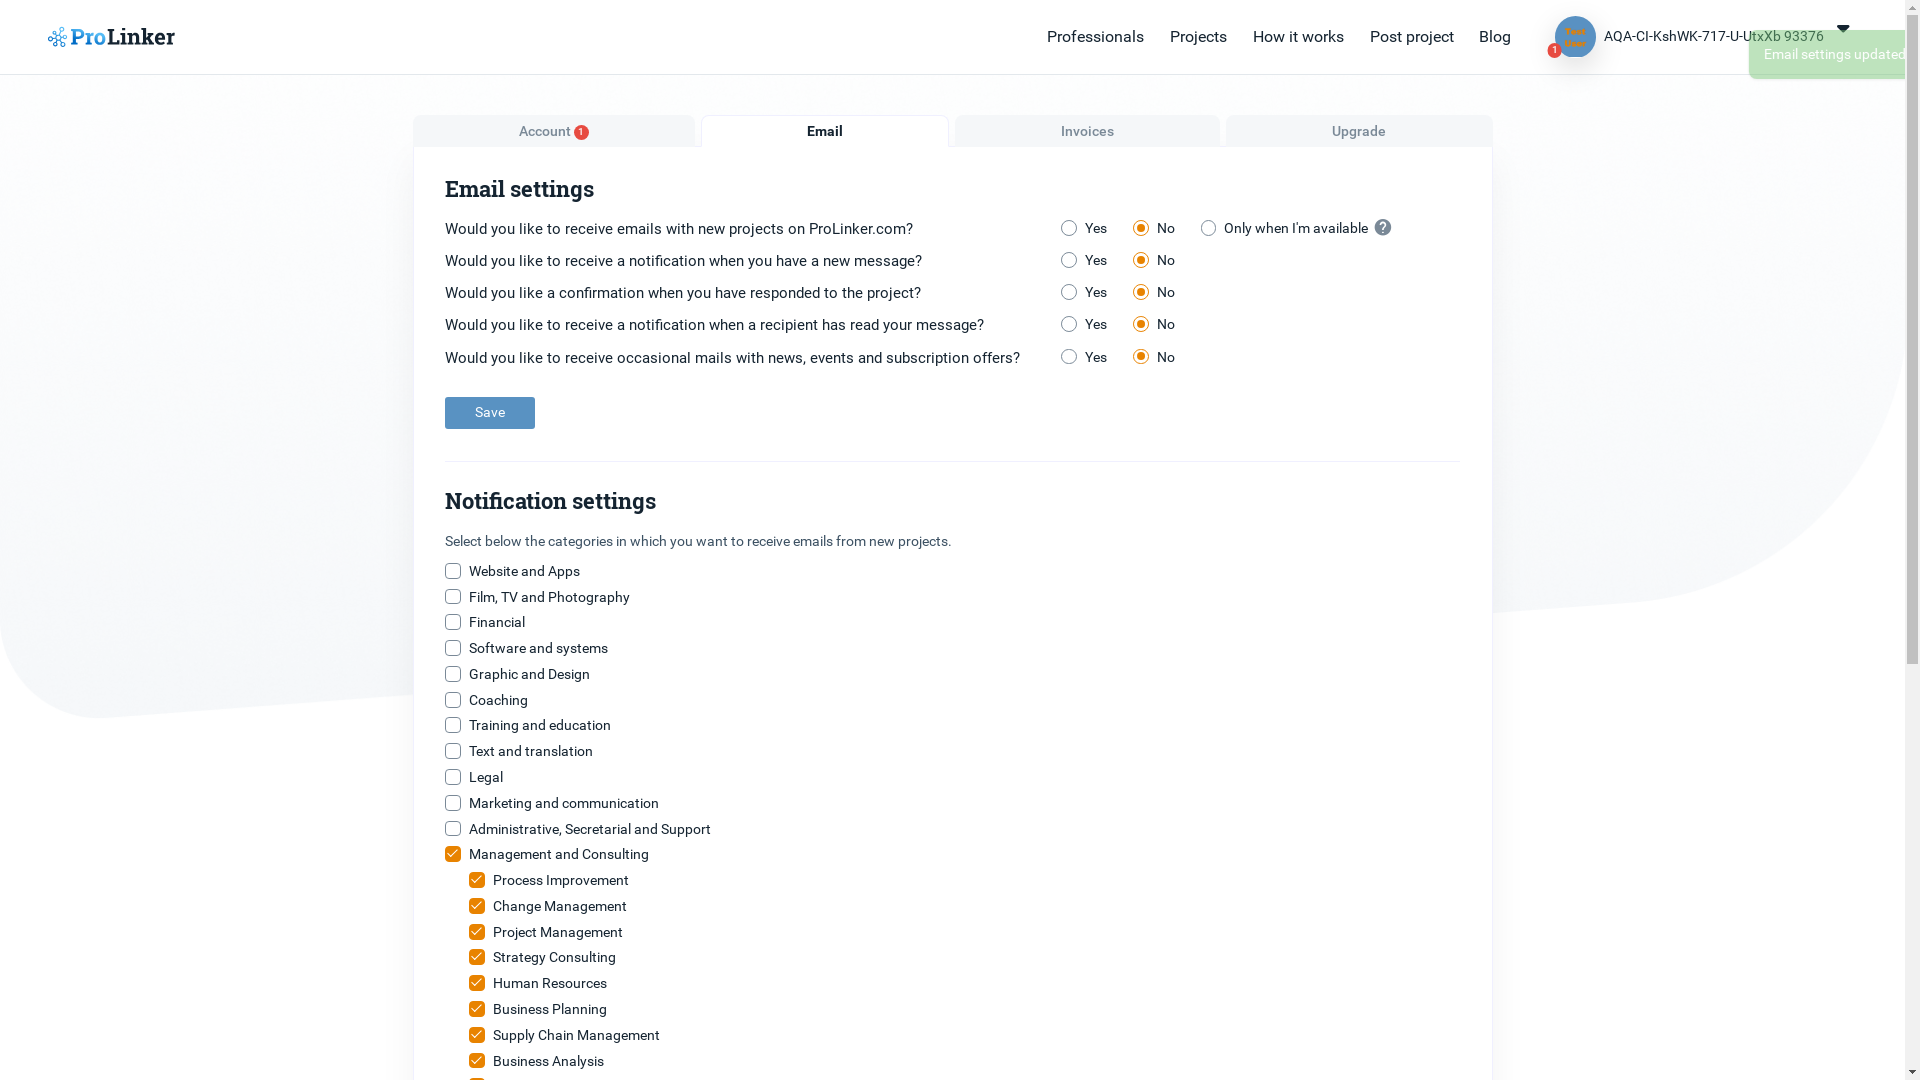 ProLinker
Professionals
Projects
How it works
Post project
Blog
Test
User
1
AQA-CI-KshWK-717-U-UtxXb 93376
Email settings updated
Account 1
Email
Invoices
Upgrade
Email settings
Would you like to receive emails with new projects on ProLinker.com? Yes No Only when I'm available ?
Would you like to receive a notification when you have a new message? Yes No
Would you like a confirmation when you have responded to the project? Yes No
Would you like to receive a notification when a recipient has read your message? Yes No
Would you like to receive occasional mails with news, events and subscription offers? Yes No
Save
Notification settings
Select below the categories in which you want to receive emails from new projects.
Website and Apps
Film, TV and Photography
Financial
Software and systems
Graphic and Design
Coaching
Training and education
Text and translation
Legal
Marketing and communication
Administrative, Secretarial and Support
Management and Consulting
Process Improvement
Change Management
Project Management
Strategy Consulting
Human Resources
Business Planning
Supply Chain Management
Business Analysis